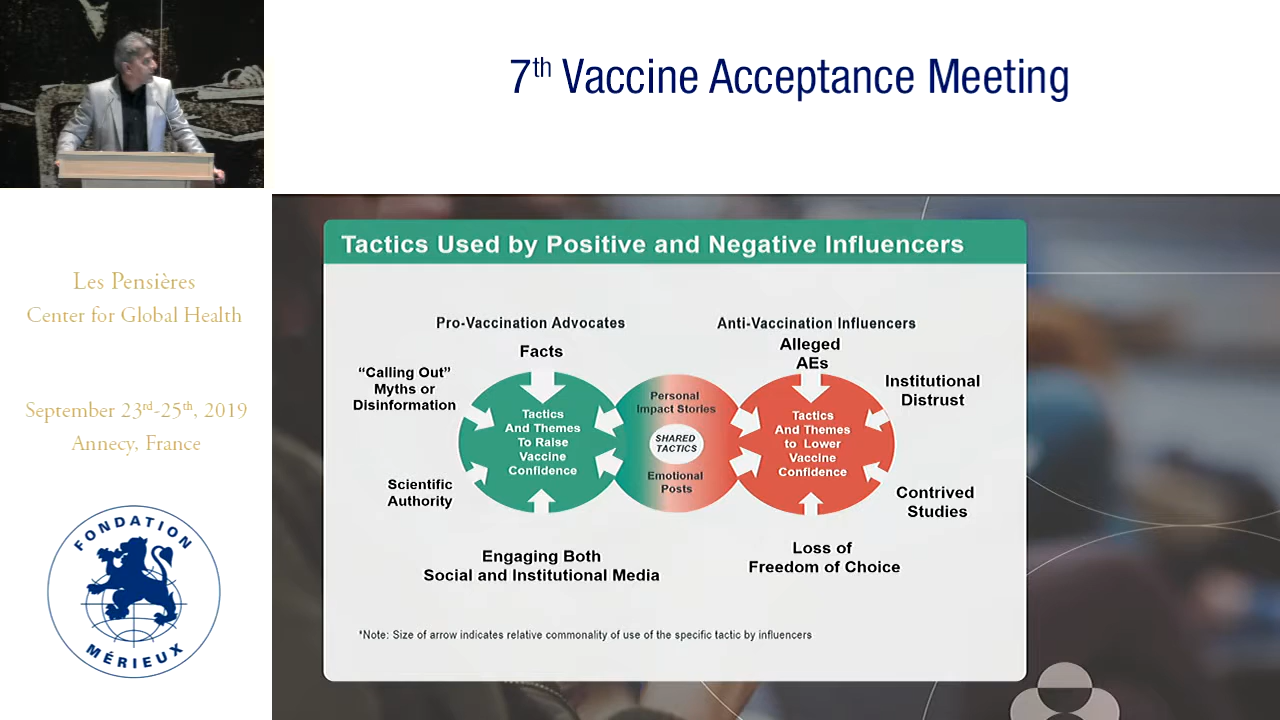 7th Vaccine Acceptance Meeting
Les Pensières
Center for Global Health
September 23rd-25th, 2019
Annecy, France
FONDATION
MÉRIEUX
Tactics Used by Positive and Negative Influencers
Pro-Vaccination Advocates
Facts
“Calling Out”
Myths or
Disinformation
Scientific
Authority
Engaging Both
Social and Institutional Media
Tactics
And Themes
To Raise
Vaccine
Confidence
Personal
Impact Stories
SHARED
TACTICS
Emotional
Posts
Anti-Vaccination Influencers
Alleged
AEs
Institutional
Distrust
Contrived
Studies
Loss of
Freedom of Choice
Tactics
And Themes
to Lower
Vaccine
Confidence
*Note: Size of arrow indicates relative commonality of use of the specific tactic by influencers